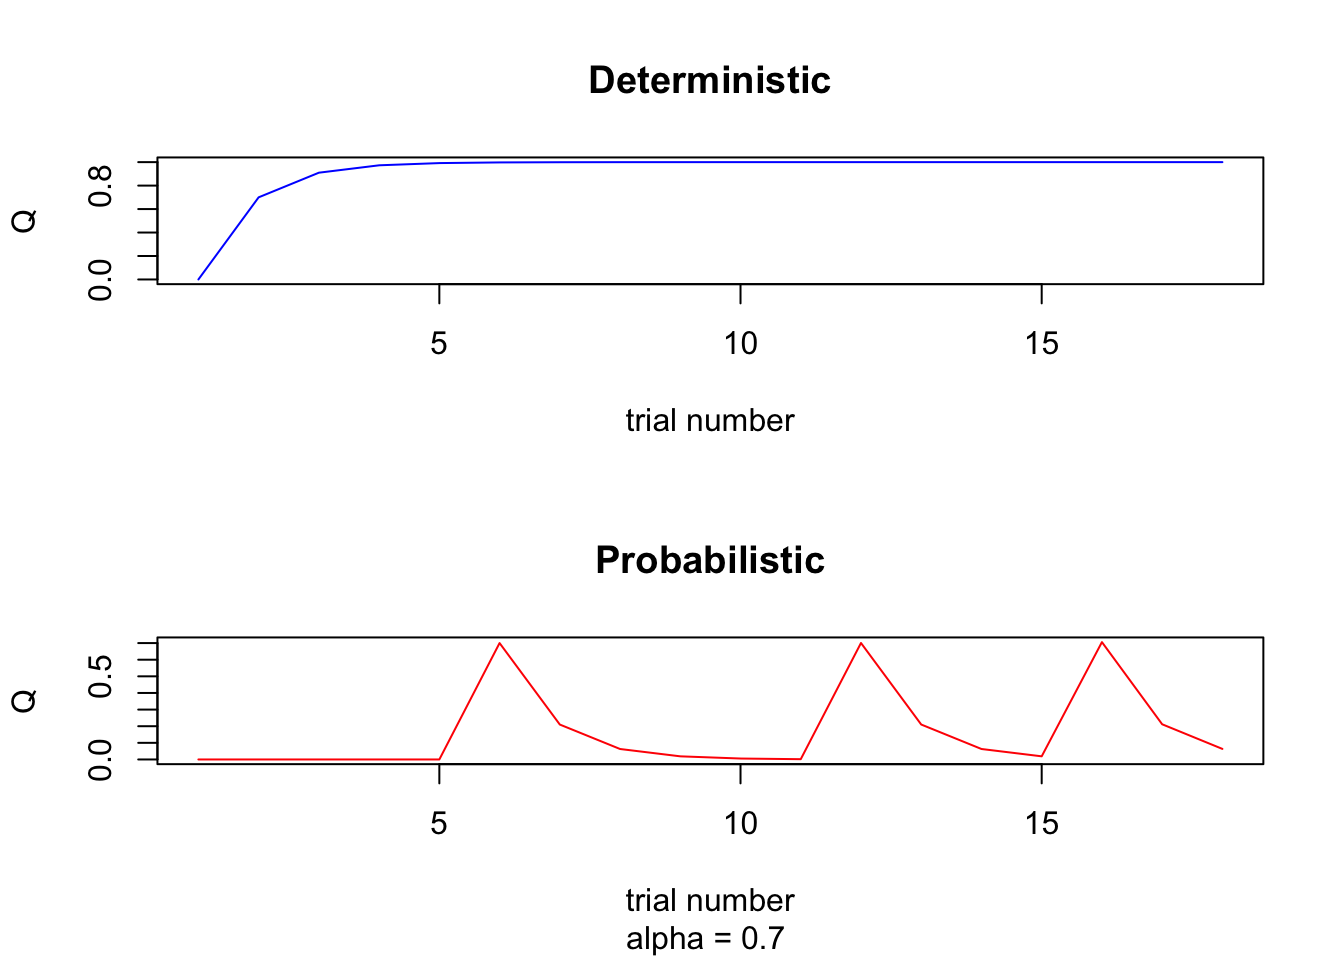 Deterministic
Q
0.8
0.0
5 10 15
trial number
Probabilistic
Q
0.5
0.0
5 10 15
trial number
alpha = 0.7